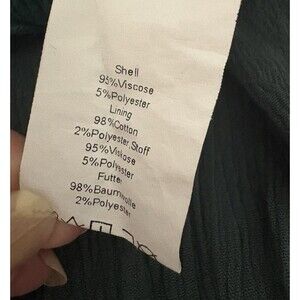 Shell
95%Viscose
5%Polyester
Lining
98%Cotton
2%Polyester Stoff
95%Viskose
5%Polyester
Futter
98%Baumwolle
2%Polyester